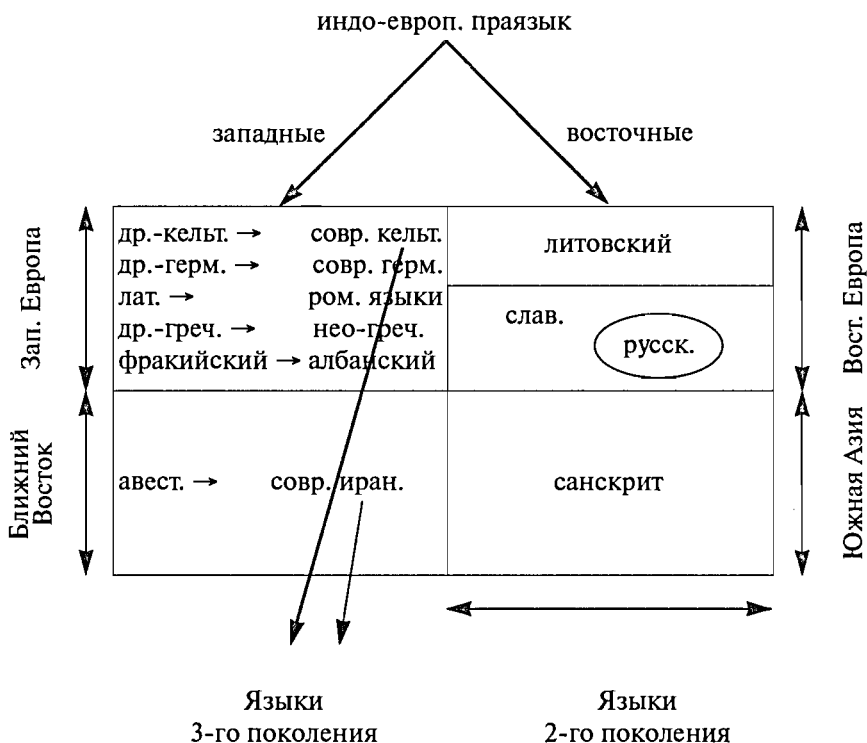 индо-европ. праязык
западные
восточные
Зап. Европа
др.-кельт. → совр. кельт.
др.-герм. → совр. герм.
лат. → ром. языки
др.-греч. → нео-греч.
фракийский → албанский
литовский
слав.
русск.
Вост. Европа
Ближний
Восток
авест. → совр. иран.
санскрит
Южная Азия
Языки
3-го поколения
Языки
2-го поколения